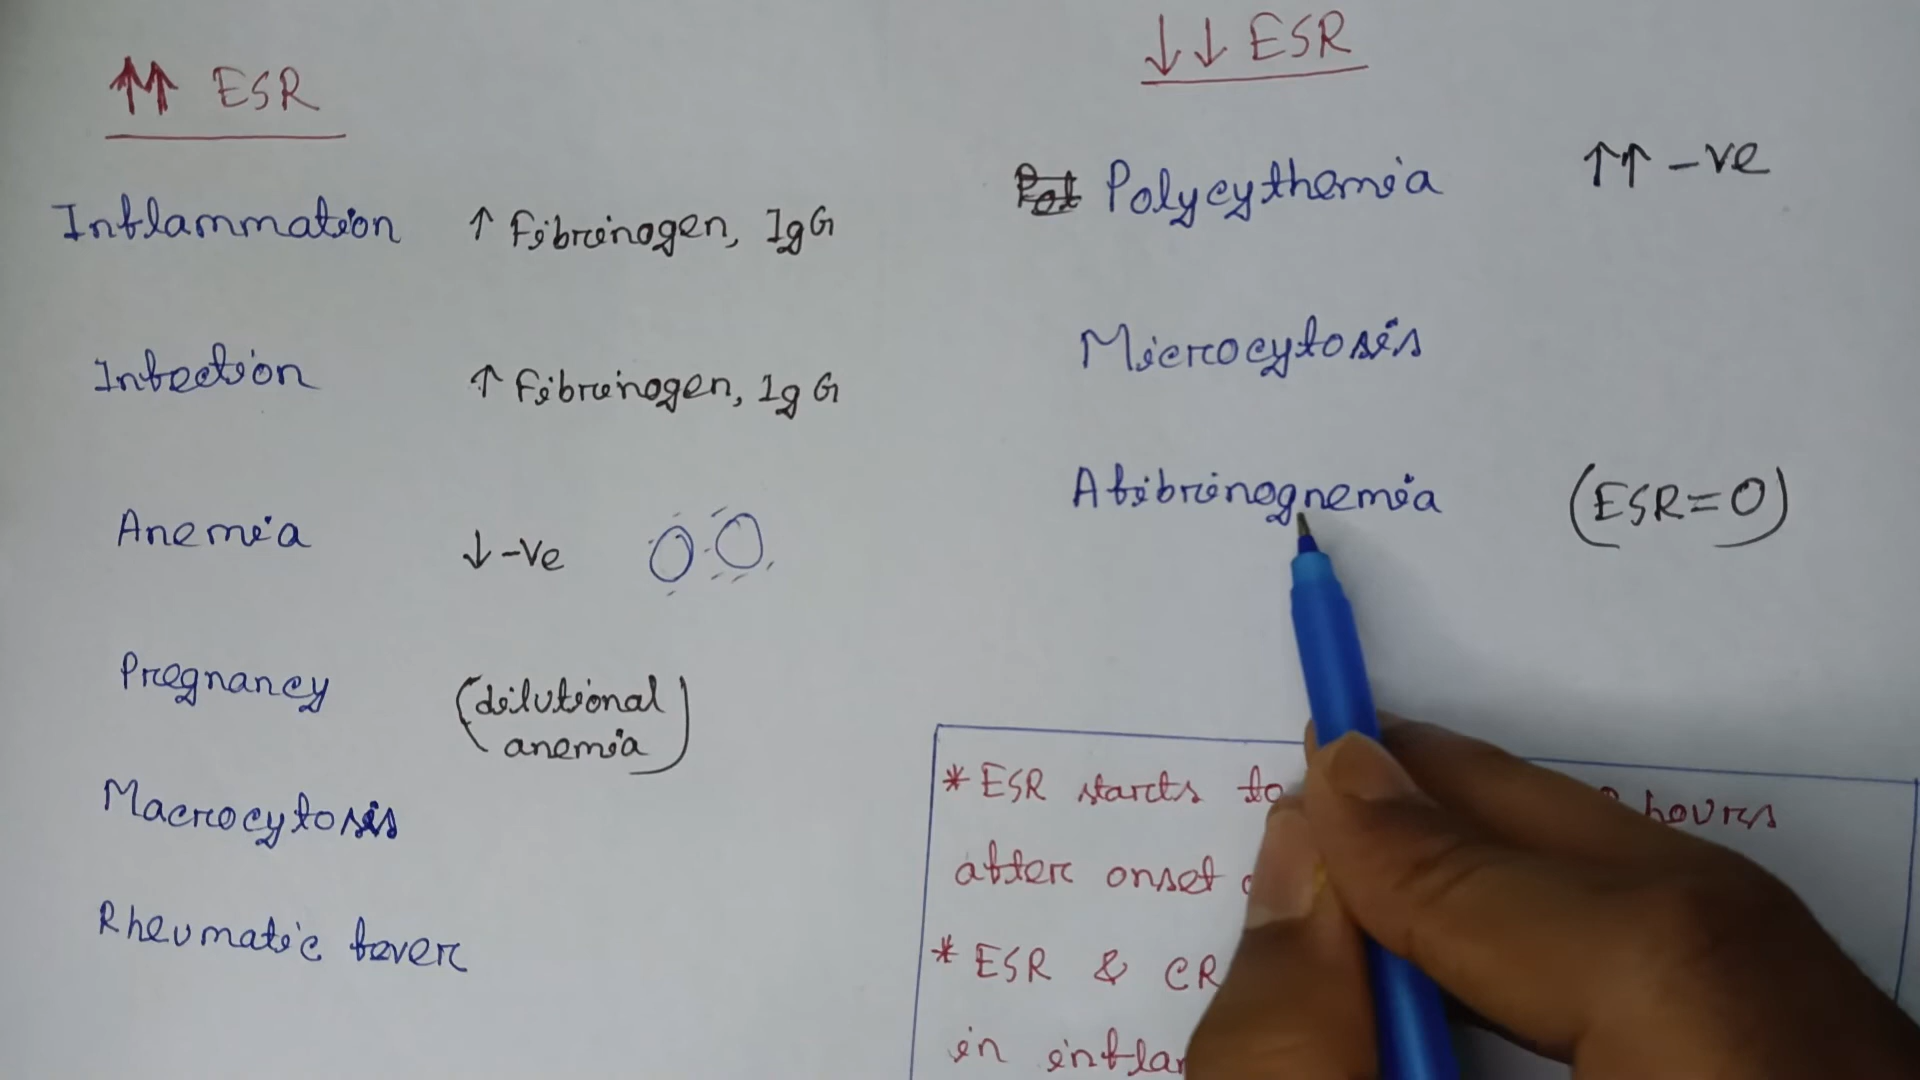 ↑↑ ESR
Inflammation ↑ Fibrinogen, IgG
Infection ↑ Fibrinogen, IgG
Anemia ↓ -ve
Pregnancy (dilutional
anemia)
Macrocytosis
Rheumatic fever
↓↓ ESR
Polycythemia ↑↑ -ve
Microcytosis
Afibrinognemia (ESR=0)
* ESR starts to hours
after onset
* ESR & CR
in inflam